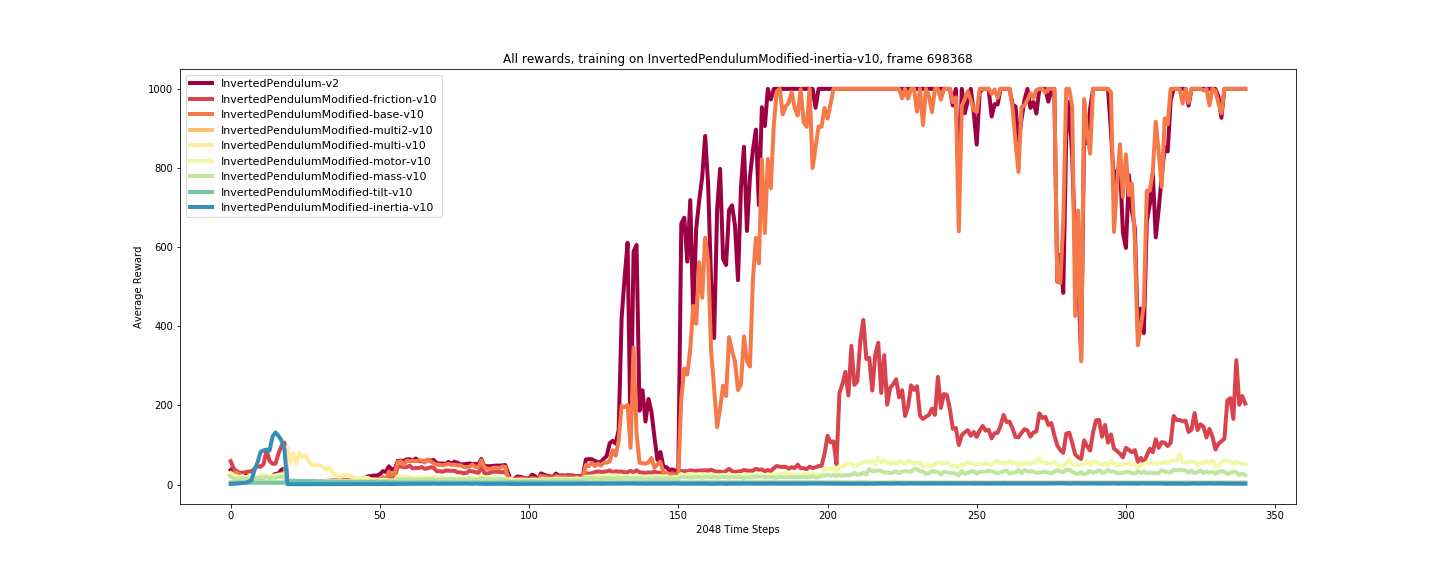 All rewards, training on InvertedPendulumModified-inertia-v10, frame 698368
InvertedPendulum-v2
InvertedPendulumModified-friction-v10
InvertedPendulumModified-base-v10
InvertedPendulumModified-multi2-v10
InvertedPendulumModified-multi-v10
InvertedPendulumModified-motor-v10
InvertedPendulumModified-mass-v10
InvertedPendulumModified-tilt-v10
InvertedPendulumModified-inertia-v10
Average Reward
1000
800
600
400
200
0
0 50 100 150 200 250 300 350
2048 Time Steps